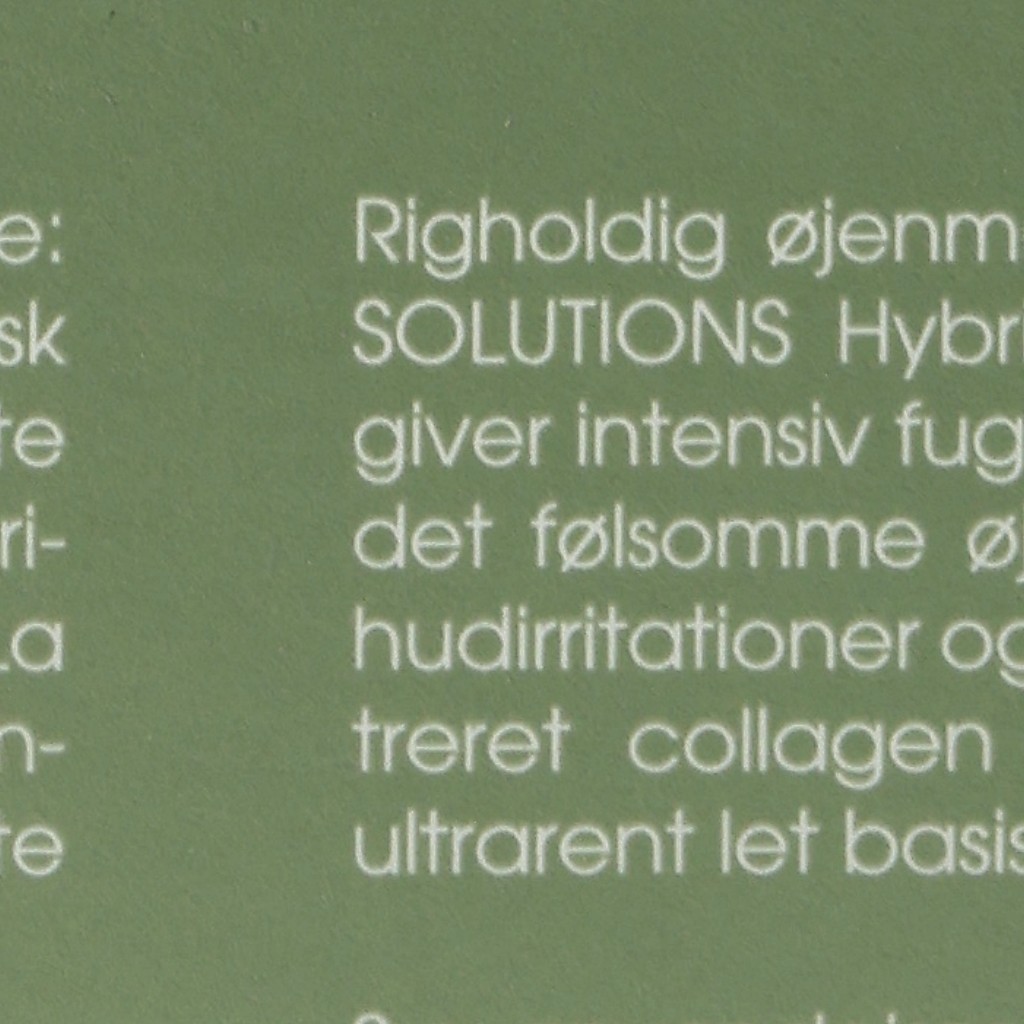 e:
sk
te
ri-
La
n-
te
Righoldig øjenm
SOLUTIONS Hybr
giver intensiv fug
det følsomme øj
hudirritationer og
treret collagen
ultrarent let basis